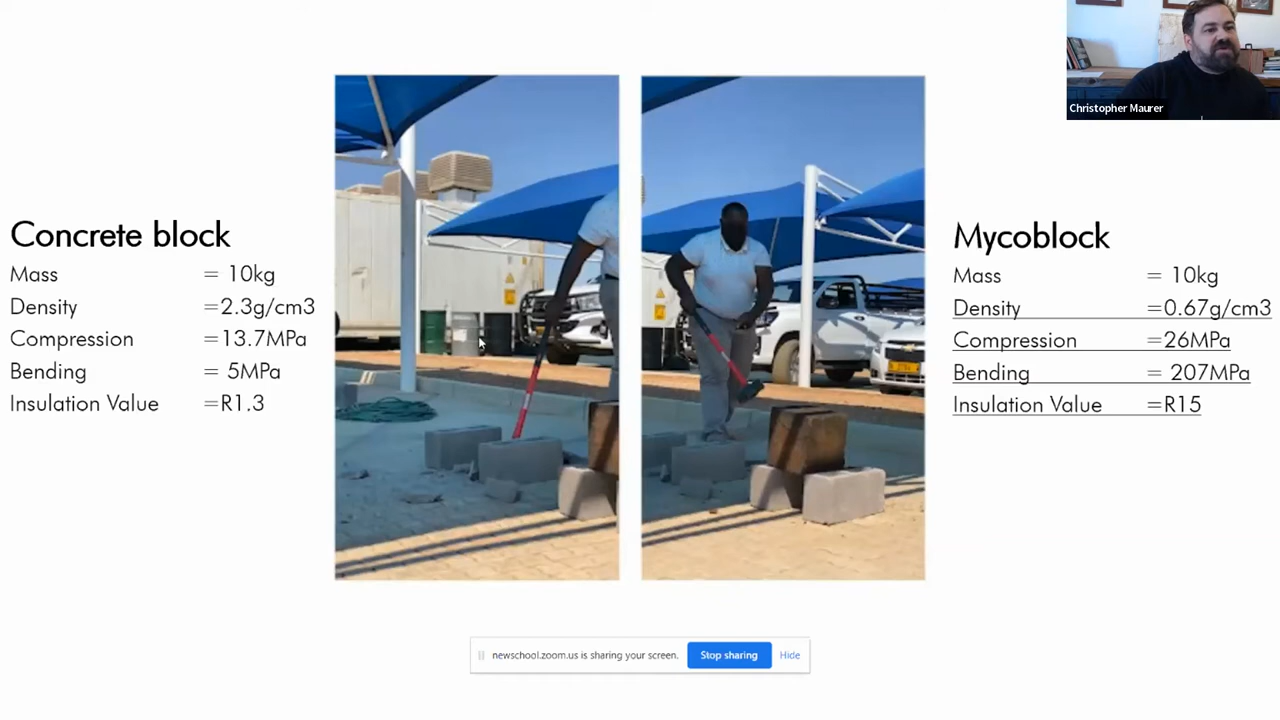 Christopher Maurer
Concrete block
Mass = 10kg
Density =2.3g/cm3
Compression =13.7MPa
Bending = 5MPa
Insulation Value =R1.3
Mycoblock
Mass = 10kg
Density =0.67g/cm3
Compression =26MPa
Bending = 207MPa
Insulation Value =R15
newschool.zoom.us is sharing your screen. Stop sharing Hide